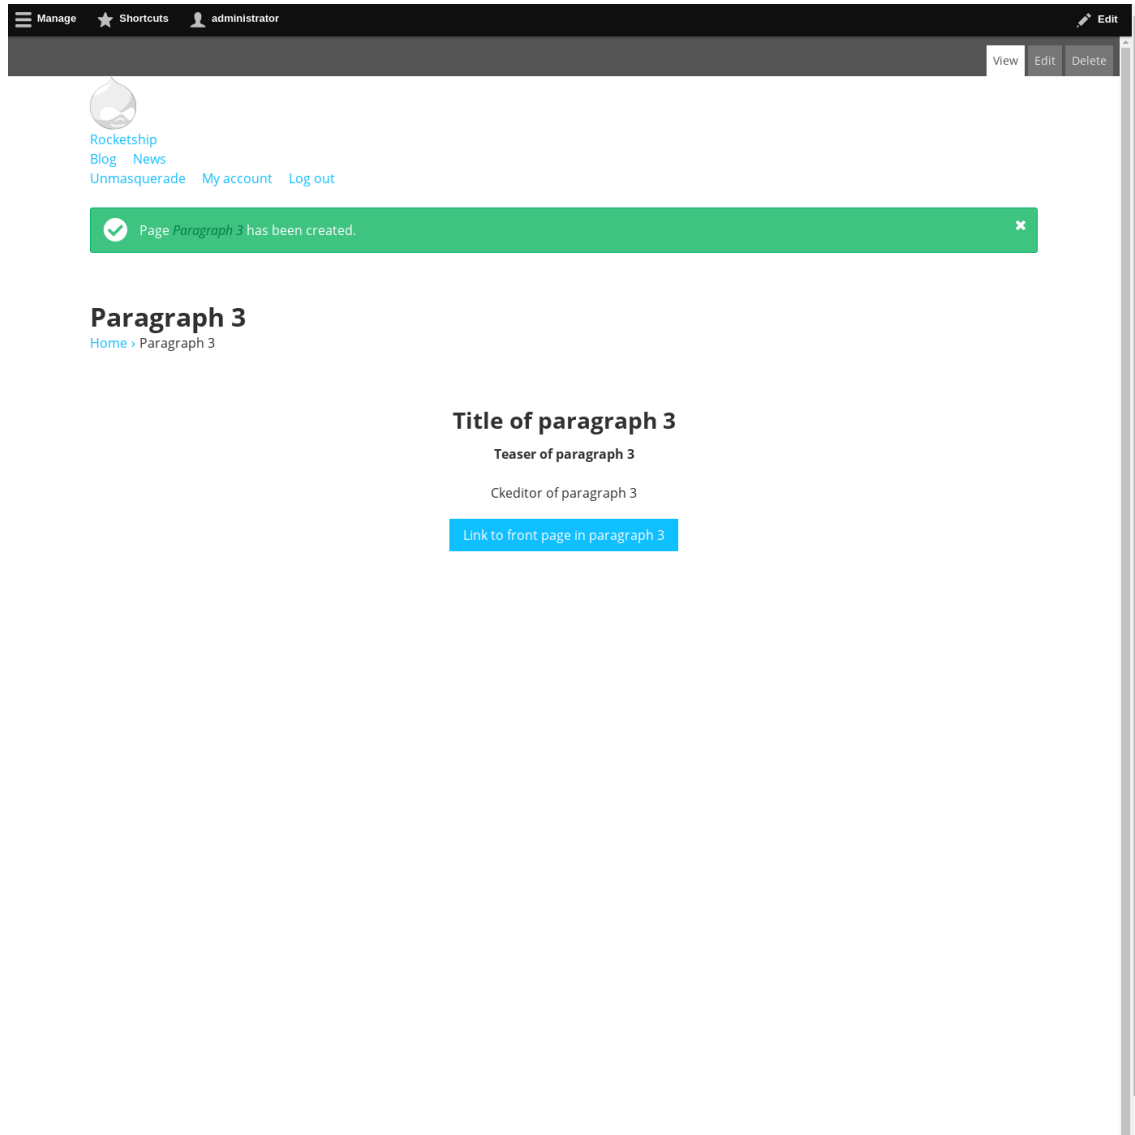 Manage Shortcuts administrator Edit
View Edit Delete
Rocketship
Blog News
Unmasquerade My account Log out
Page Paragraph 3 has been created.
Paragraph 3
Home › Paragraph 3
Title of paragraph 3
Teaser of paragraph 3
Ckeditor of paragraph 3
Link to front page in paragraph 3